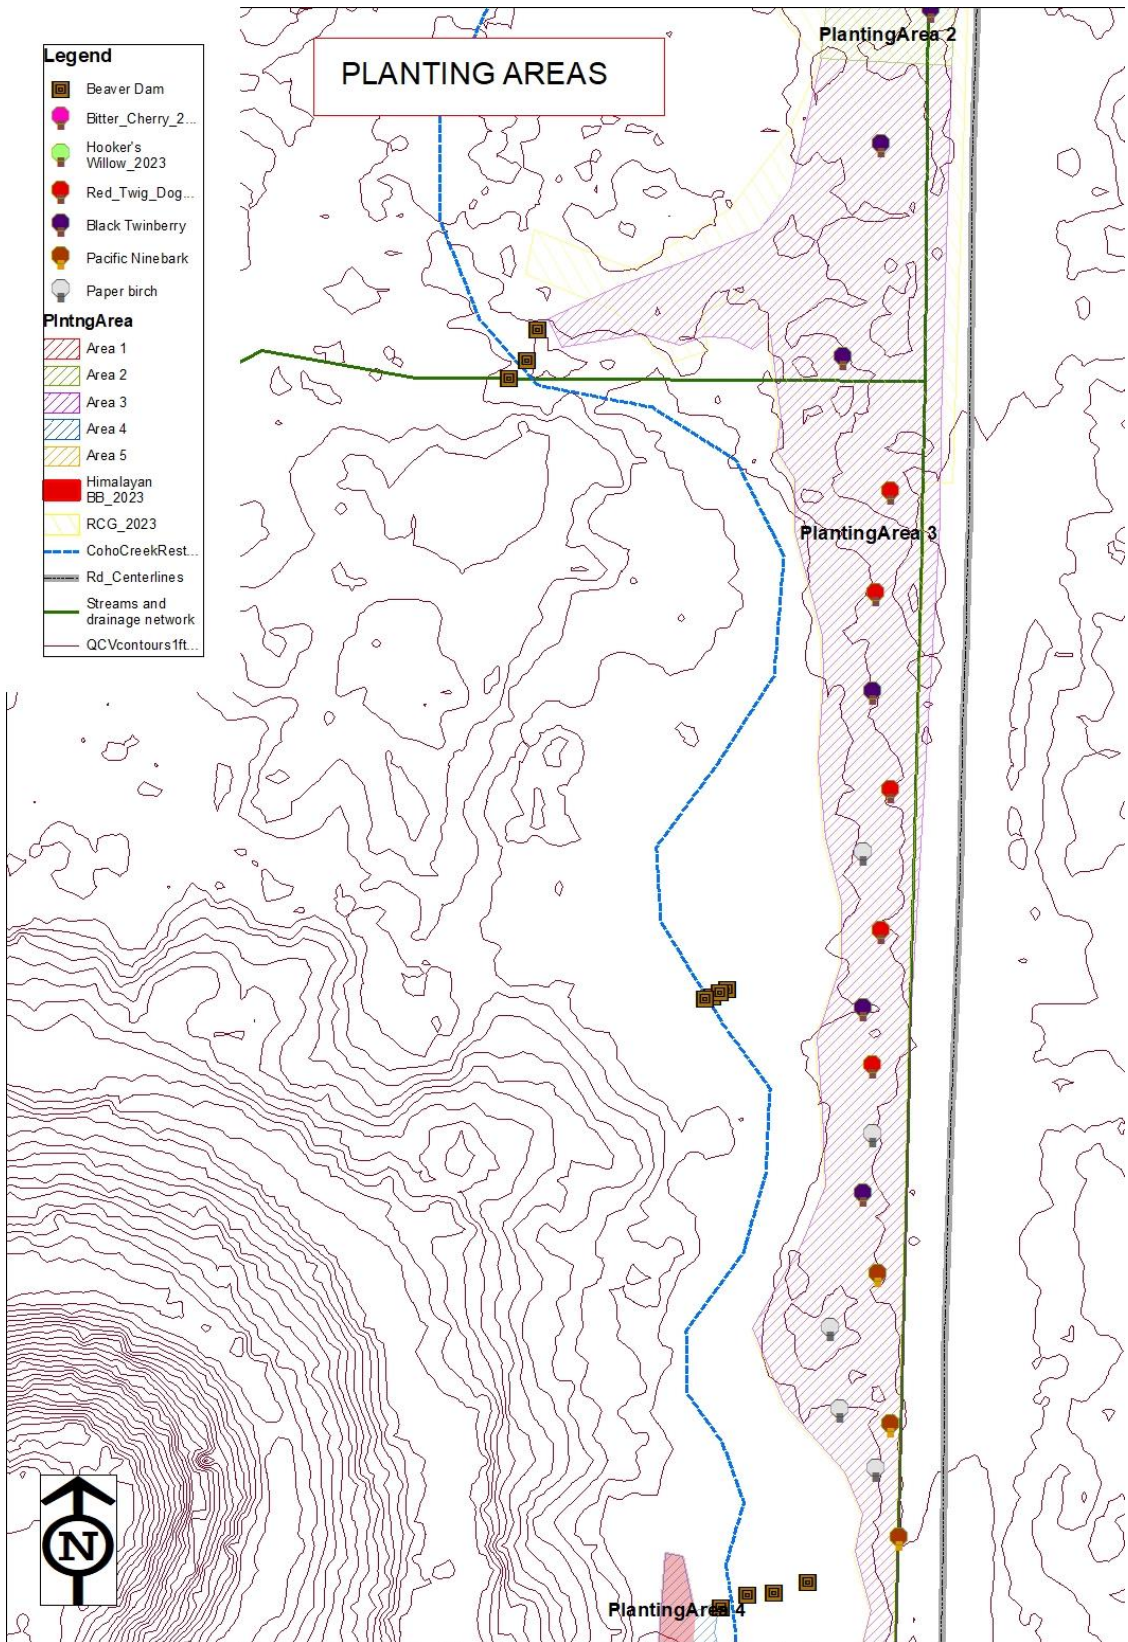 PlantingArea 2
PLANTING AREAS
Legend
Beaver Dam
Bitter_Cherry_2...
Hooker's
Willow_2023
Red_Twig_Dog...
Black Twinberry
Pacific Ninebark
Paper birch
PlntngArea
Area 1
Area 2
Area 3
Area 4
Area 5
Himalayan
BB_2023
RCG_2023
CohoCreekRest...
Rd_Centerlines
Streams and
drainage network
QCVcontours1ft...
PlantingArea 3
N
PlantingArea 4